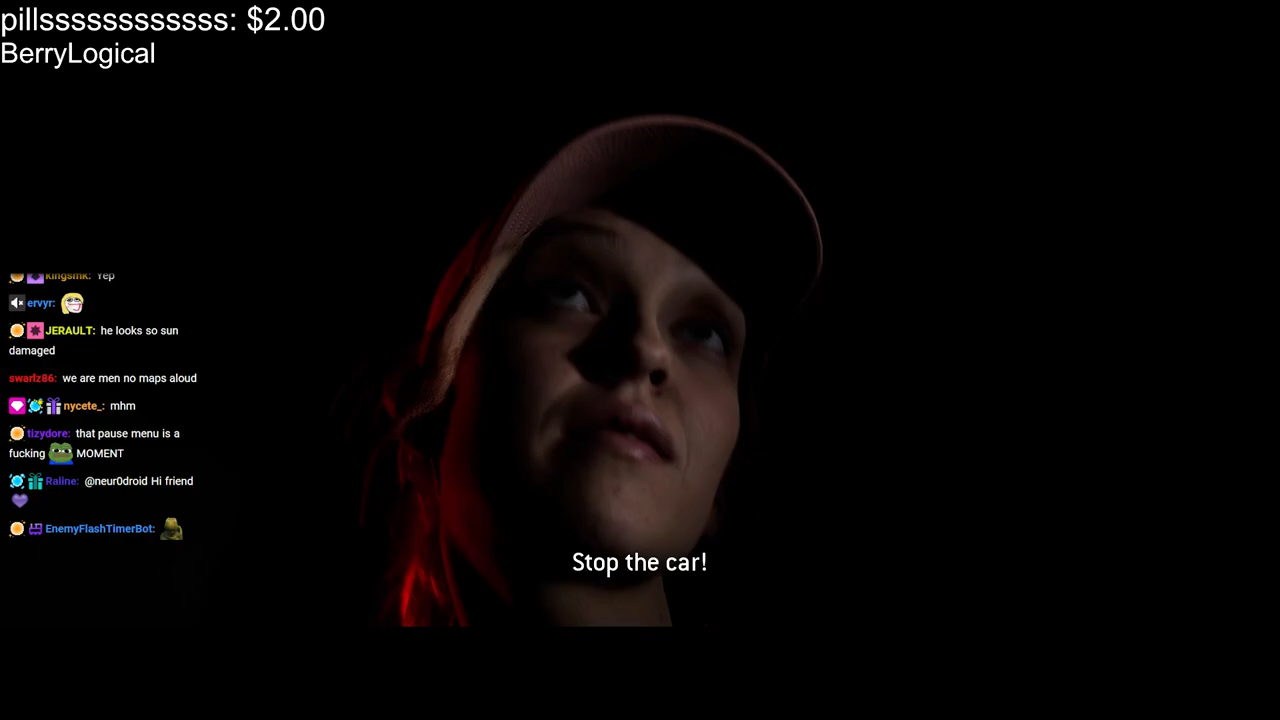 pillssssssssssss: $2.00
BerryLogical
kingsmk: Yep
ervyr:
JERAULT: he looks so sun
damaged
swarlz86: we are men no maps aloud
nycete_: mhm
tizydore: that pause menu is a
fucking MOMENT
Raline: @neur0droid Hi friend
EnemyFlashTimerBot:
Stop the car!